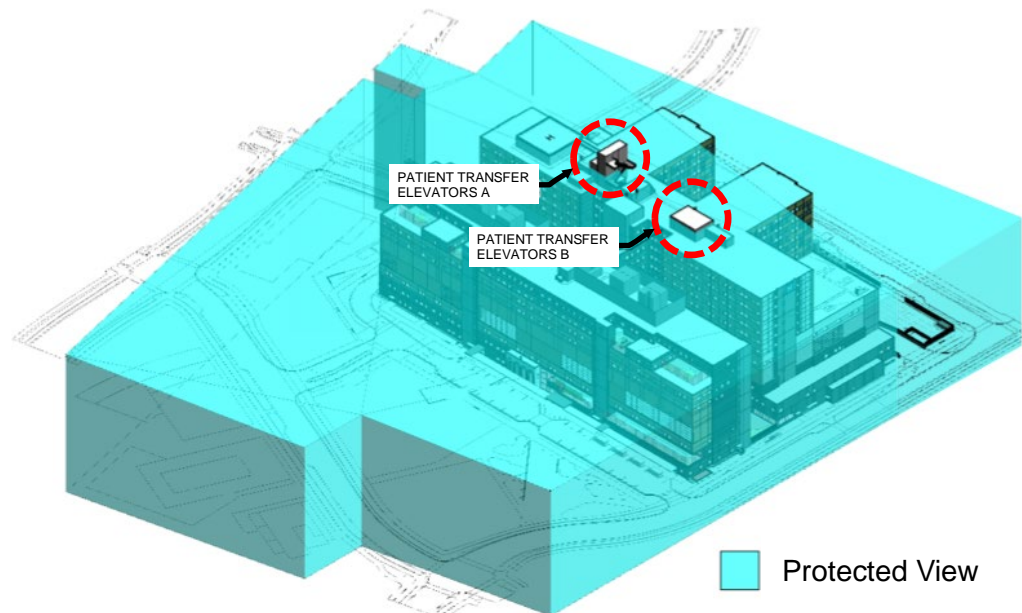 PATIENT TRANSFER
ELEVATORS A
PATIENT TRANSFER
ELEVATORS B
H
Protected View